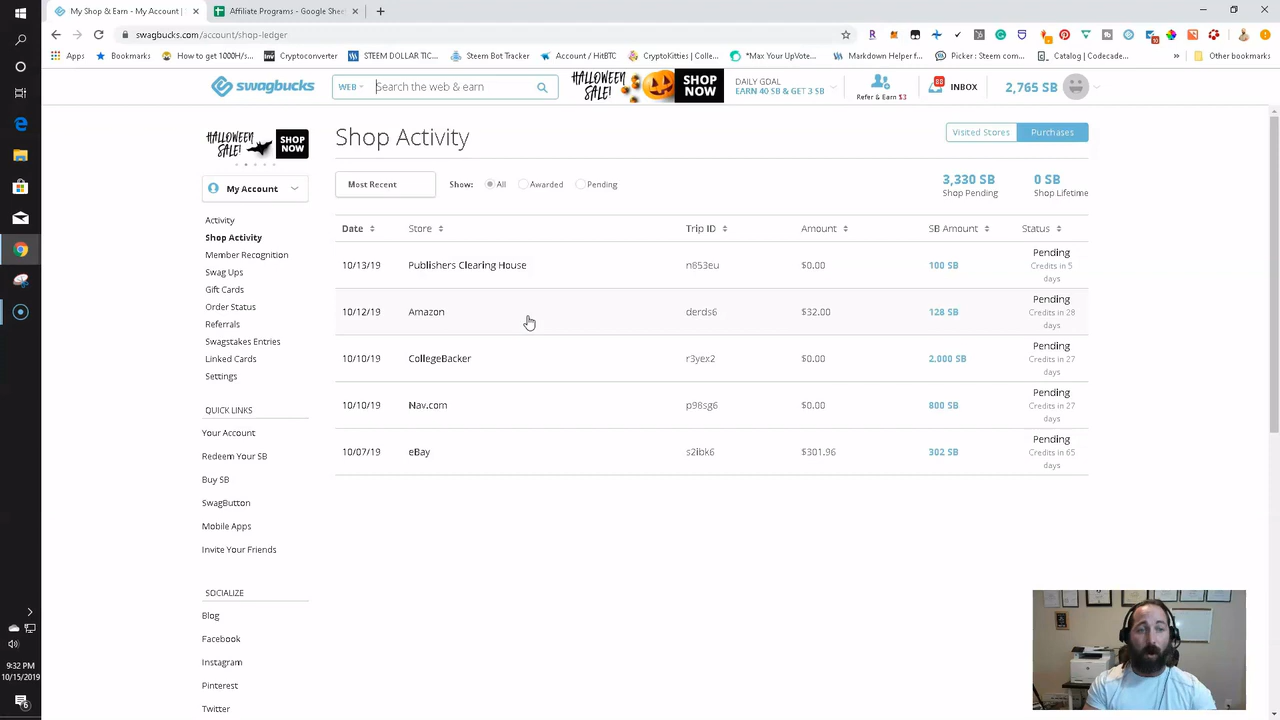 My Shop & Earn - My Account |
Affiliate Programs - Google Shee
swagbucks.com/account/shop-ledger
Apps
Bookmarks
How to get 1000H/s...
Cryptconverter
STEEM DOLLAR TIC...
Steem Bot Tracker
Account / HitBTC
CryptoKitties | Colle...
*Max Your UpVote...
Markdown Helper f...
Picker : Steem com...
Catalog | Codecade...
»
Other bookmarks
swagbucks
WEB
Search the web & earn
HALLOWEEN SALE!
SHOP NOW
DAILY GOAL
EARN 40 SB & GET 3 SB
Refer & Earn $3
88
INBOX
2,765 SB
HALLOWEEN SALE!
SHOP NOW
My Account
Activity
Shop Activity
Member Recognition
Swag Ups
Gift Cards
Order Status
Referrals
Swagstakes Entries
Linked Cards
Settings
QUICK LINKS
Your Account
Redeem Your SB
Buy SB
SwagButton
Mobile Apps
Invite Your Friends
SOCIALIZE
Blog
Facebook
Instagram
Pinterest
Twitter
Shop Activity
Visited Stores
Purchases
Most Recent
Show:
All
Awarded
Pending
3,330 SB
Shop Pending
0 SB
Shop Lifetime
Date Store Trip ID Amount SB Amount Status
Publishers Clearing House n853eu $0.00 100 SB Pending
Credits in 5
days
10/12/19 Amazon derds6 $32.00 128 SB Pending
Credits in 28
days
10/10/19 CollegeBacker r3yex2 $0.00 2,000 SB Pending
Credits in 27
days
Nav.com p98sg6 $0.00 800 SB Pending
Credits in 27
days
10/07/19 eBay s2ibk6 $301.96 302 SB Pending
Credits in 65
days
9:32 PM
10/15/2019